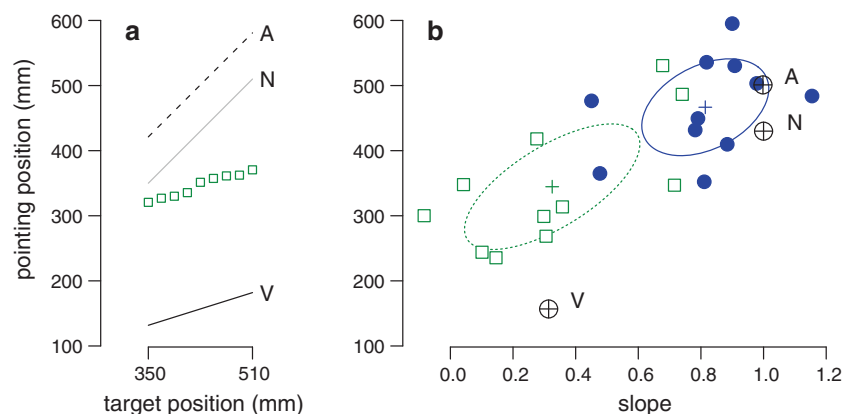 a
b
pointing position (mm)
600
500
400
300
200
100
A
N
V
350
510
target position (mm)
600
500
400
300
200
100
A
N
V
0.0 0.2 0.4 0.6 0.8 1.0 1.2
slope